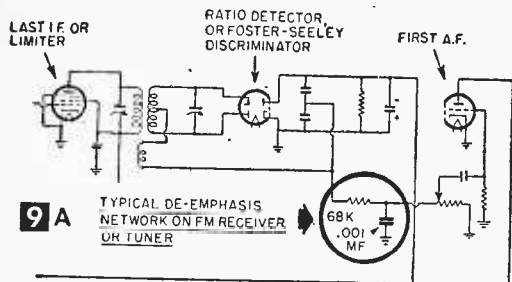 LAST I.F. OR
LIMITER
RATIO DETECTOR,
OR FOSTER-SEELEY
DISCRIMINATOR
FIRST A.F.
9 A
TYPICAL DE-EMPHASIS
NETWORK ON FM RECEIVER
OR TUNER
68K
.001
MF